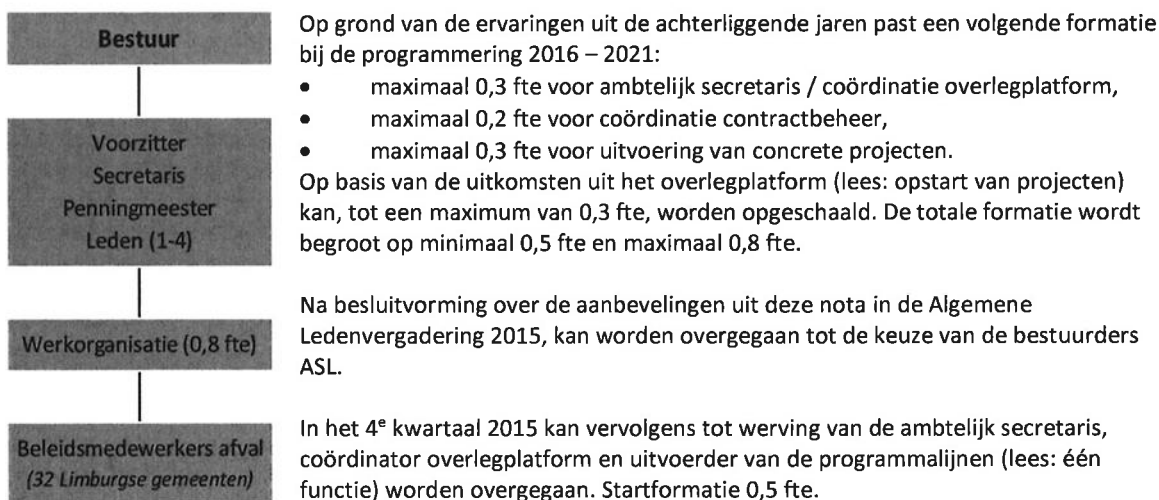 Bestuur
Voorzitter
Secretaris
Penningmeester
Leden (1-4)
Werkorganisatie (0,8 fte)
Beleidsmedewerkers afval
(32 Limburgse gemeenten)
Op grond van de ervaringen uit de achterliggende jaren past een volgende formatie
bij de programmering 2016 – 2021:
• maximaal 0,3 fte voor ambtelijk secretaris / coördinatie overlegplatform,
• maximaal 0,2 fte voor coördinatie contractbeheer,
• maximaal 0,3 fte voor uitvoering van concrete projecten.
Op basis van de uitkomsten uit het overlegplatform (lees: opstart van projecten)
kan, tot een maximum van 0,3 fte, worden opgeschaald. De totale formatie wordt
begroot op minimaal 0,5 fte en maximaal 0,8 fte.
Na besluitvorming over de aanbevelingen uit deze nota in de Algemene
Ledenvergadering 2015, kan worden overgegaan tot de keuze van de bestuurders
ASL.
In het 4e kwartaal 2015 kan vervolgens tot werving van de ambtelijk secretaris,
coördinator overlegplatform en uitvoerder van de programmalijnen (lees: één
functie) worden overgegaan. Startformatie 0,5 fte.